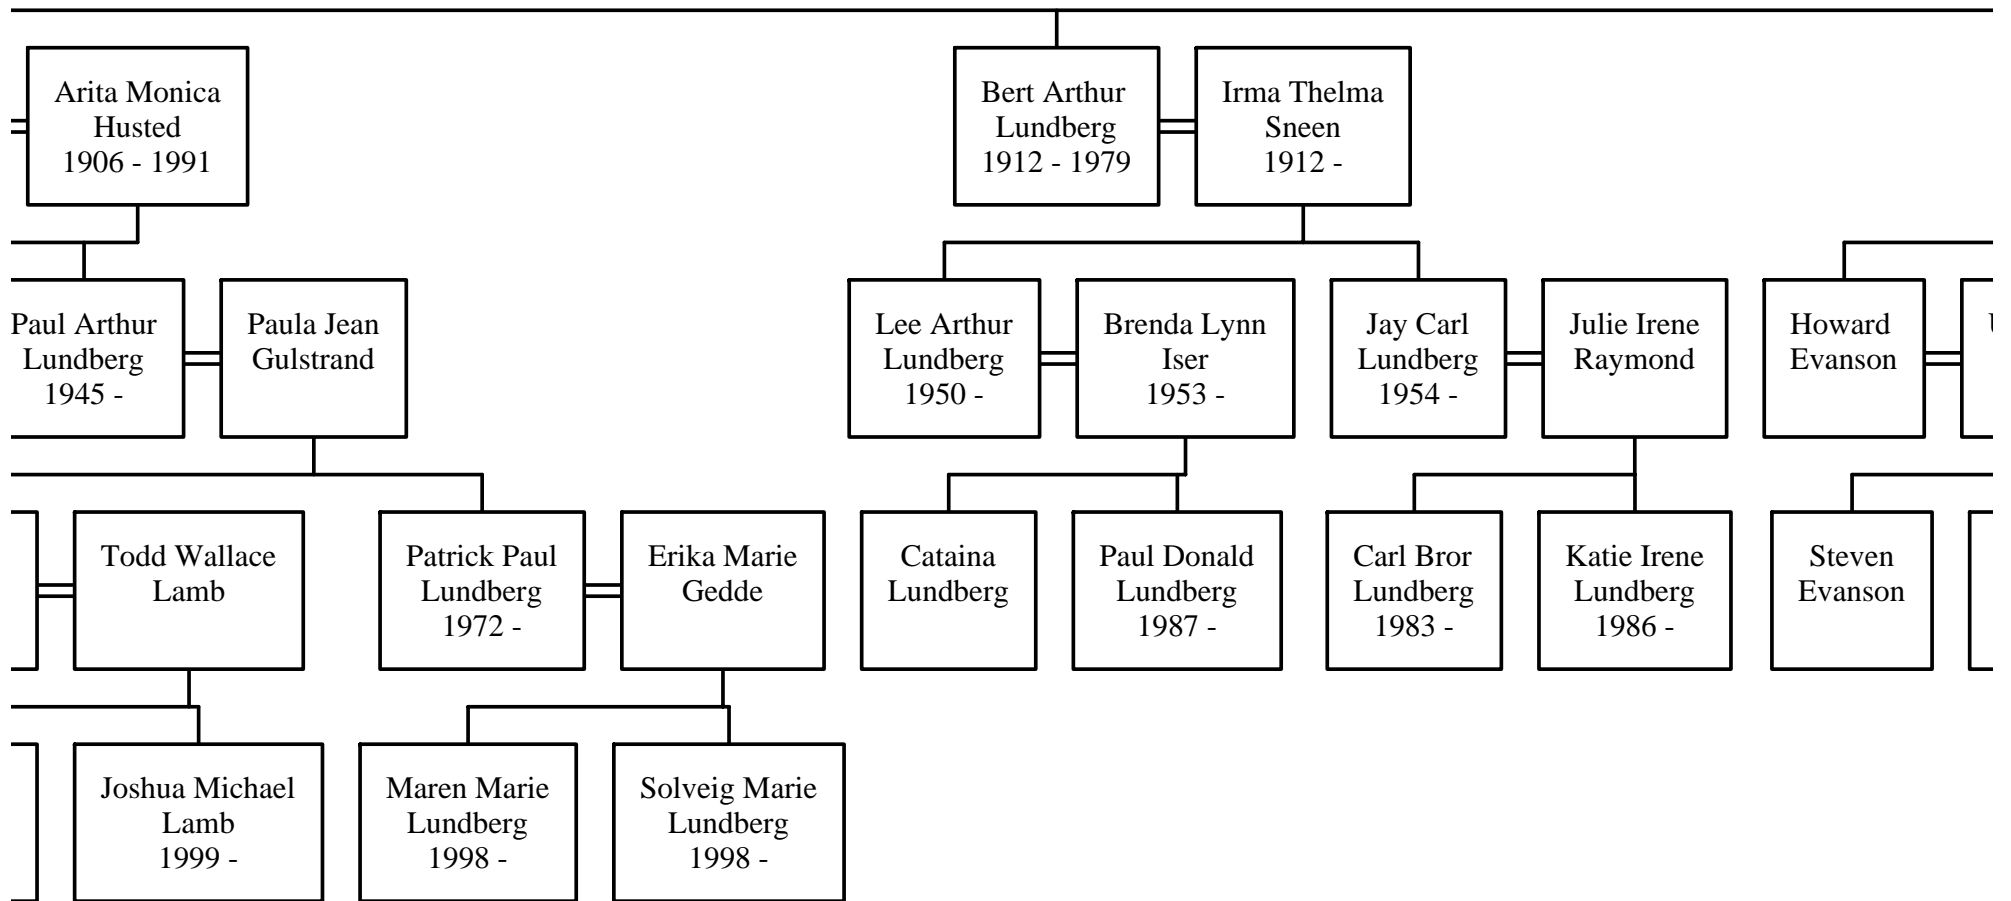 Arita Monica
Husted
1906 - 1991
Bert Arthur
Lundberg
1912 - 1979
Irma Thelma
Sneen
1912 -
Paul Arthur
Lundberg
1945 -
Paula Jean
Gulstrand
Lee Arthur
Lundberg
1950 -
Brenda Lynn
Iser
1953 -
Jay Carl
Lundberg
1954 -
Julie Irene
Raymond
Howard
Evanson
Todd Wallace
Lamb
Patrick Paul
Lundberg
1972 -
Erika Marie
Gedde
Cataina
Lundberg
Paul Donald
Lundberg
1987 -
Carl Bror
Lundberg
1983 -
Katie Irene
Lundberg
1986 -
Steven
Evanson
Joshua Michael
Lamb
1999 -
Maren Marie
Lundberg
1998 -
Solveig Marie
Lundberg
1998 -